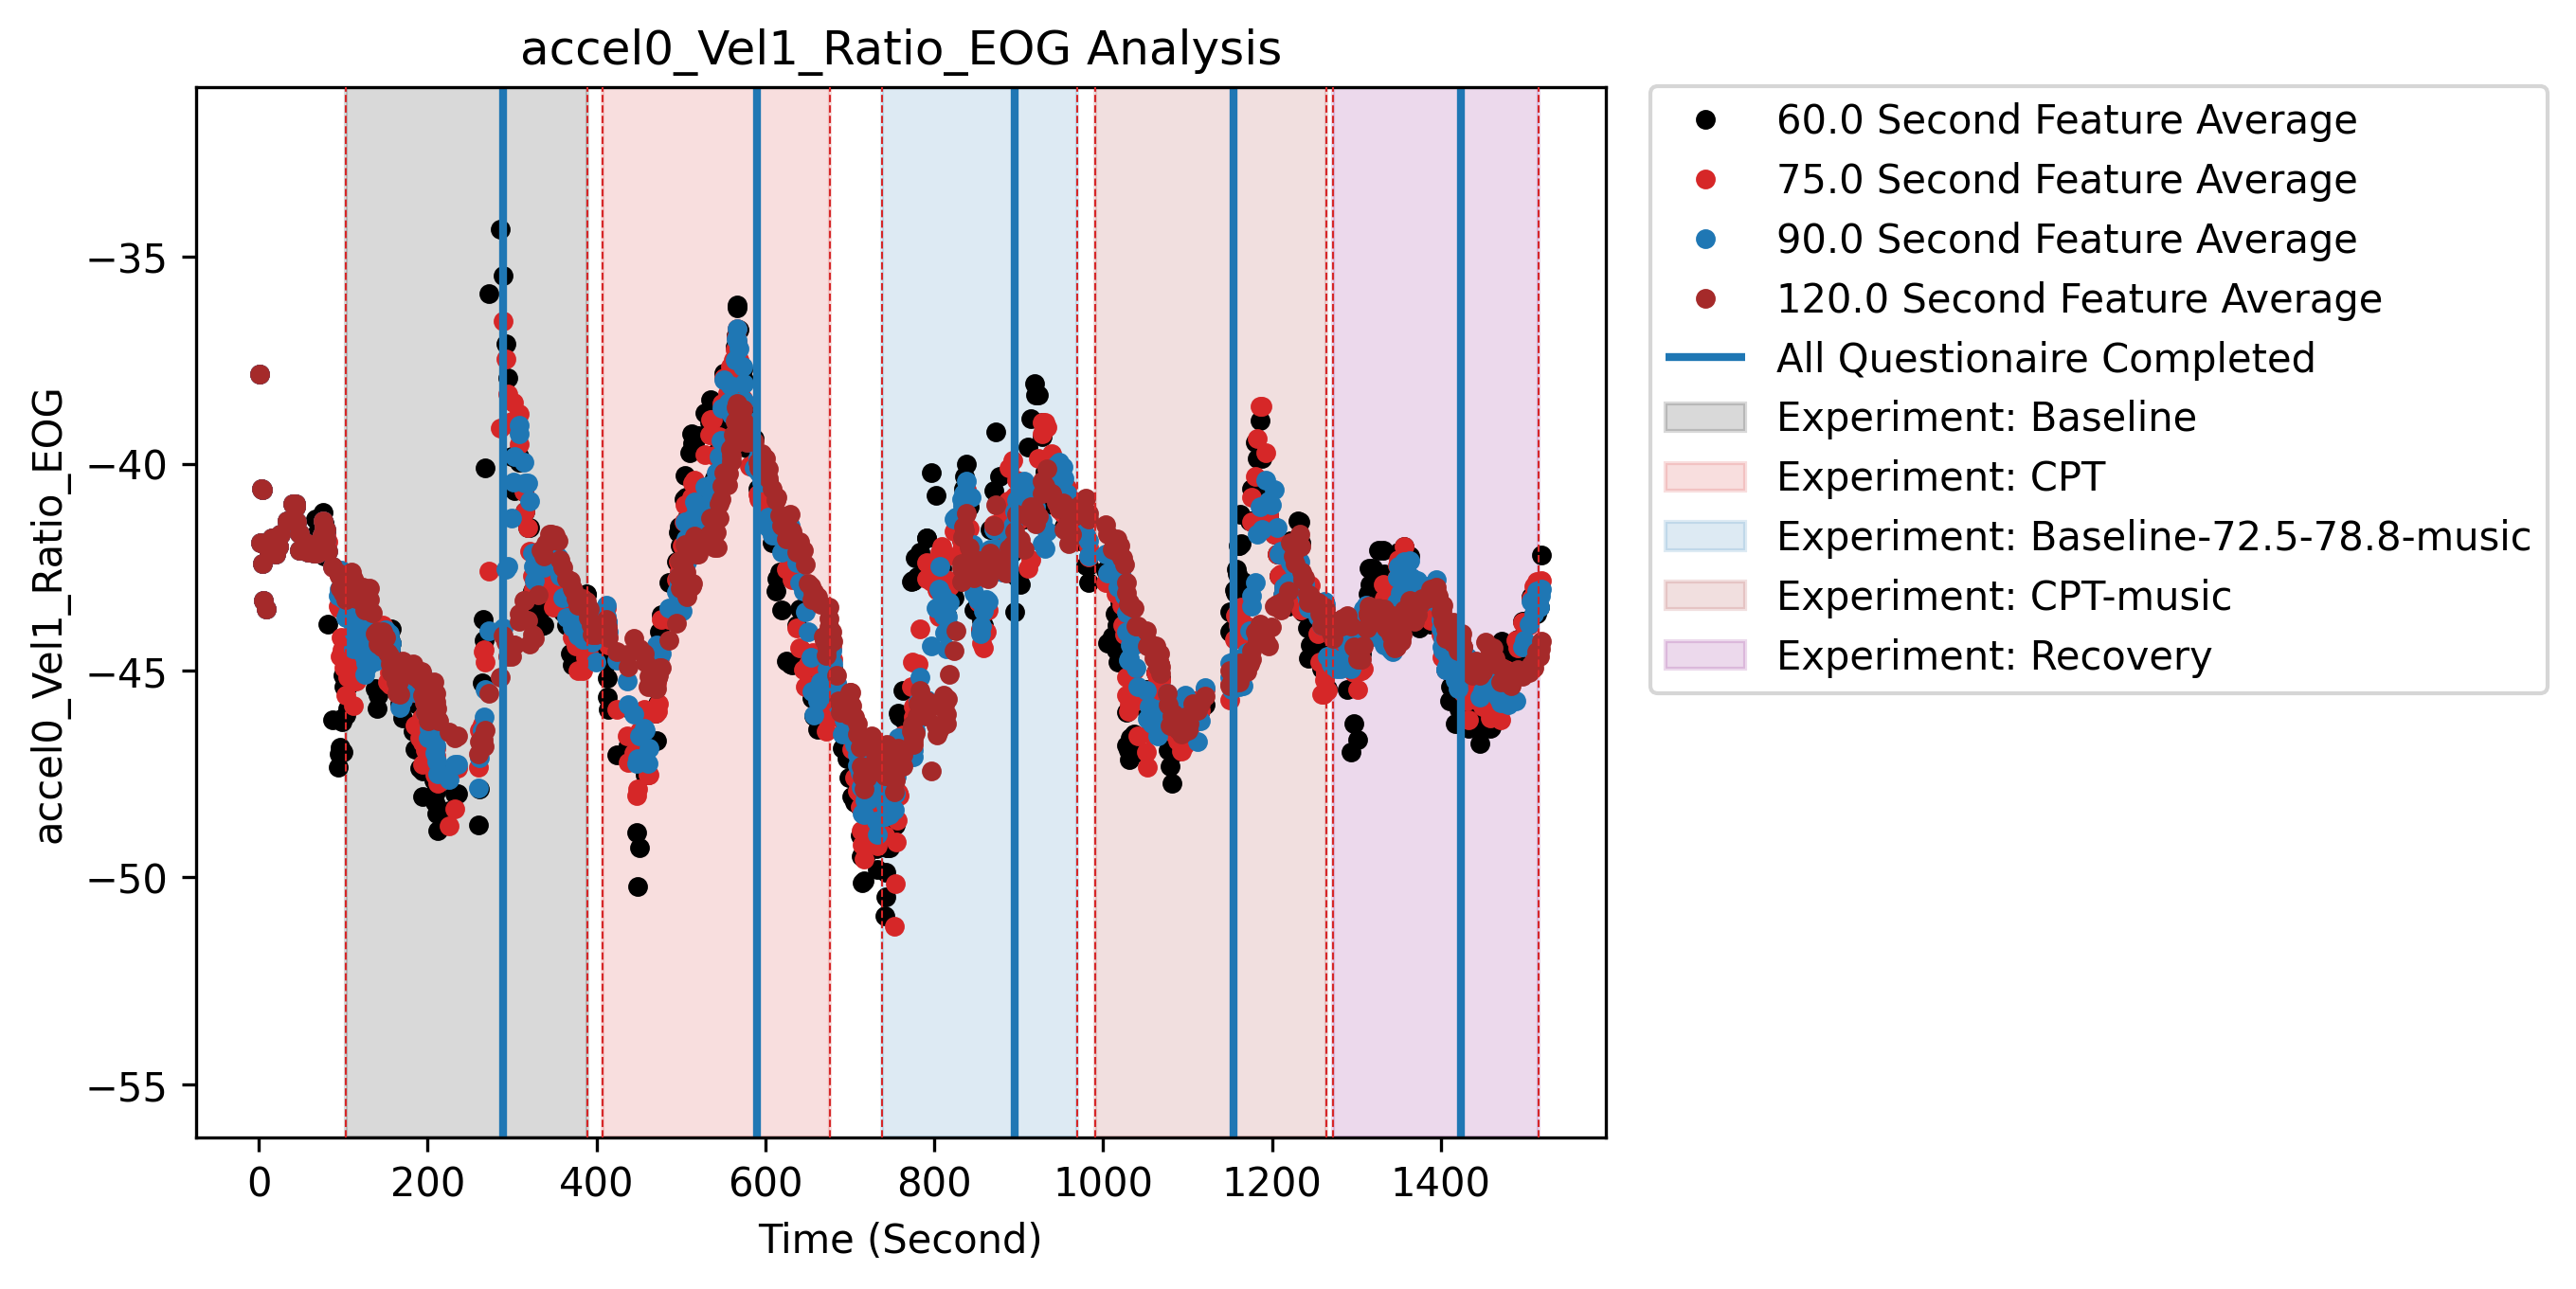 accel0_Vel1_Ratio_EOG Analysis
accel0_Vel1_Ratio_EOG
−35
−40
−45
−50
−55
0 200 400 600 800 1000 1200 1400
Time (Second)
60.0 Second Feature Average
75.0 Second Feature Average
90.0 Second Feature Average
120.0 Second Feature Average
All Questionaire Completed
Experiment: Baseline
Experiment: CPT
Experiment: Baseline-72.5-78.8-music
Experiment: CPT-music
Experiment: Recovery